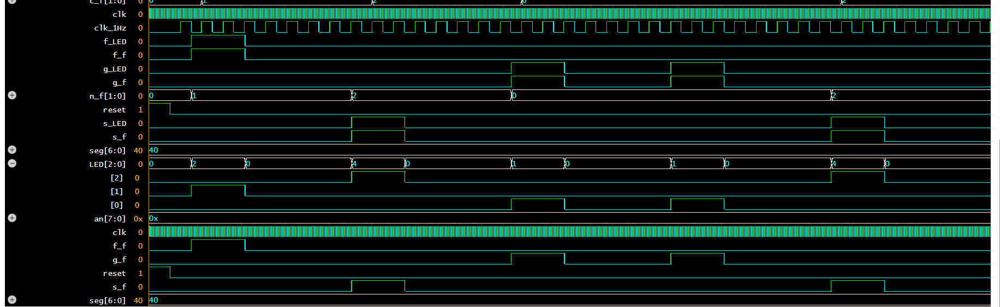 c_f[1:0] 0 0 1 2 0 2
clk 0
clk_1Hz 0
f_LED 0
f_f 0
g_LED 0
g_f 0
n_f[1:0] 0 0 1 2 0 2
reset 1
s_LED 0
s_f 0
seg[6:0] 40 40
LED[2:0] 0 0 2 0 4 0 1 0 1 0 4 0
[2] 0
[1] 0
[0] 0
an[7:0] 0x 0x
clk 0
f_f 0
g_f 0
reset 1
s_f 0
seg[6:0] 40 40